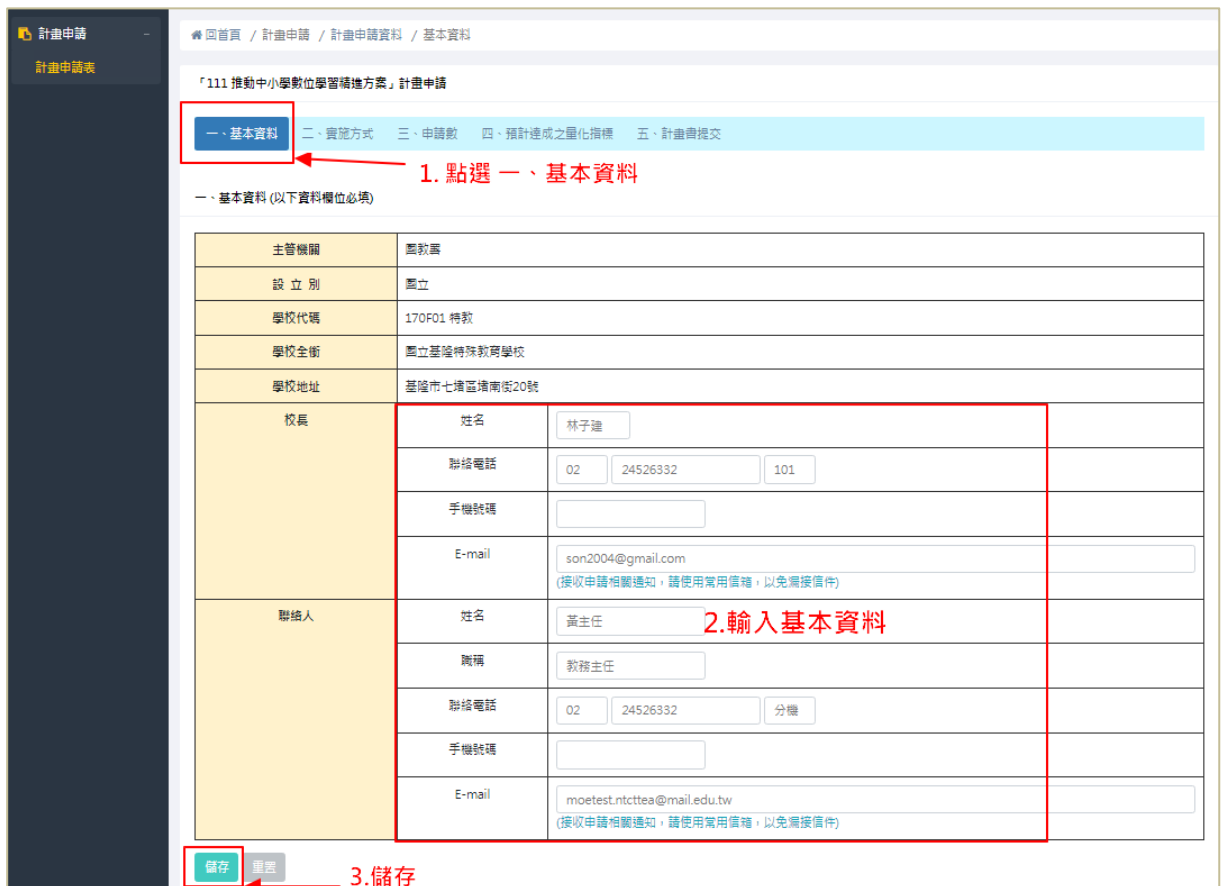 計畫申請 －
計畫申請表
回首頁 / 計畫申請 / 計畫申請資料 / 基本資料
「111 推動中小學數位學習精進方案」計畫申請
一、基本資料 二、實施方式 三、申請數 四、預計達成之量化指標 五、計畫書提交
1. 點選 一、基本資料
一、基本資料 (以下資料欄位必填)
主管機關 國教署
設 立 別 國立
學校代碼 170F01 特教
學校全銜 國立基隆特殊教育學校
學校地址 基隆市七堵區堵南街20號
校長 姓名 林子建
聯絡電話 02 24526332 101
手機號碼
E-mail son2004@gmail.com
(接收申請相關通知，請使用常用信箱，以免漏接信件)
聯絡人 姓名 黃主任 2.輸入基本資料
職稱 教務主任
聯絡電話 02 24526332 分機
手機號碼
E-mail moetest.ntcttea@mail.edu.tw
(接收申請相關通知，請使用常用信箱，以免漏接信件)
儲存 重置
3.儲存